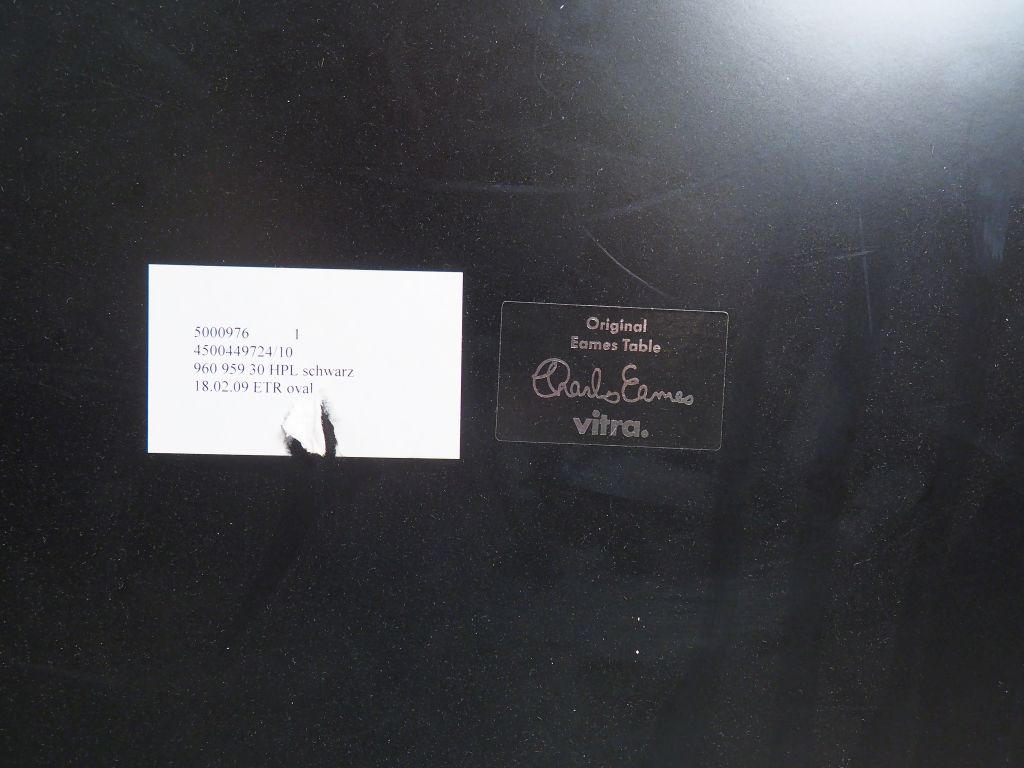 5000976 1
4500449724/10
960 959 30 HPL schwarz
18.02.09 ETR oval
Original
Eames Table
Charles Eames
vitra.